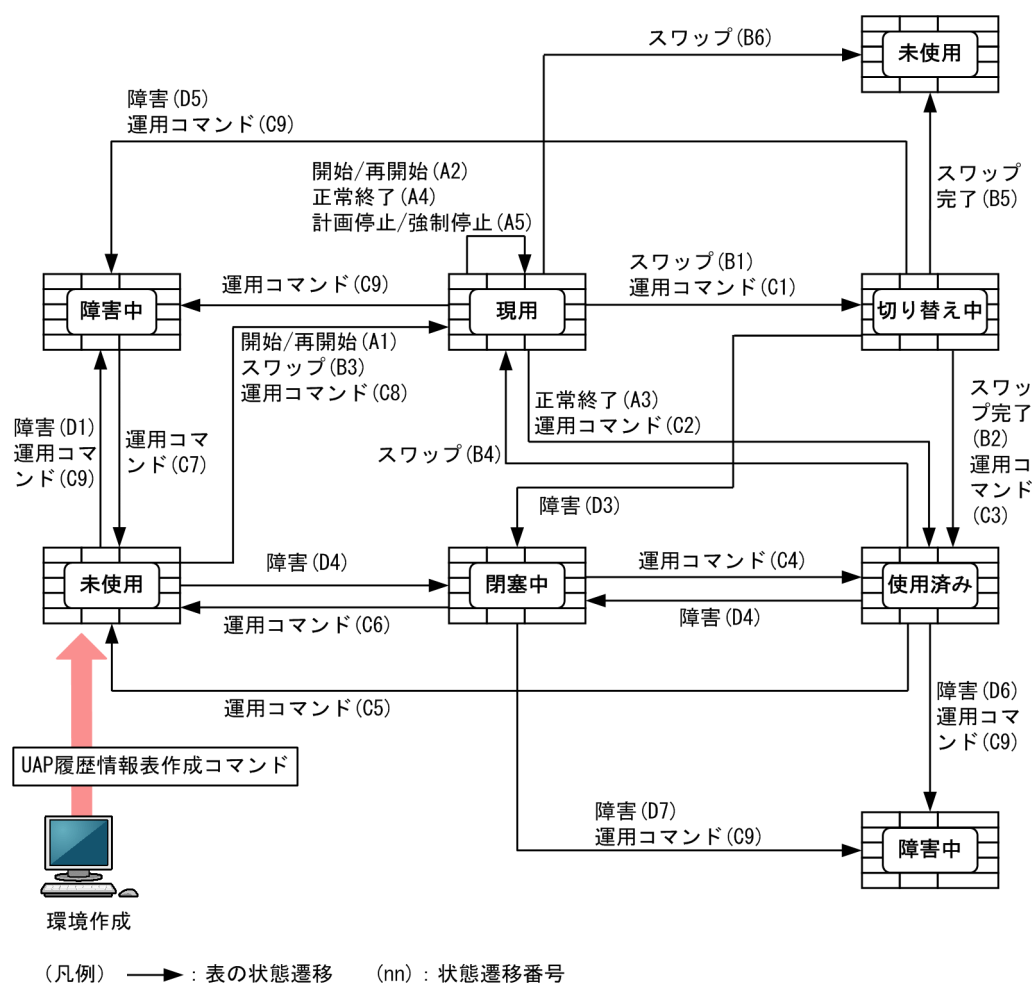 スワップ(B6)
未使用
障害(D5)
運用コマンド(C9)
開始/再開始(A2)
正常終了(A4)
計画停止/強制停止(A5)
スワップ
完了(B5)
障害中
運用コマンド(C9)
現用
スワップ(B1)
運用コマンド(C1)
切り替え中
開始/再開始(A1)
スワップ(B3)
運用コマンド(C8)
障害(D1)
運用コマ
ンド(C9)
運用コマ
ンド(C7)
正常終了(A3)
運用コマンド(C2)
スワップ(B4)
スワッ
プ完了
(B2)
運用コ
マンド
(C3)
障害(D3)
未使用
障害(D4)
運用コマンド(C6)
閉塞中
運用コマンド(C4)
障害(D4)
使用済み
運用コマンド(C5)
障害(D6)
運用コマ
ンド(C9)
UAP履歴情報表作成コマンド
障害(D7)
運用コマンド(C9)
障害中
環境作成
(凡例) : 表の状態遷移 (nn) : 状態遷移番号